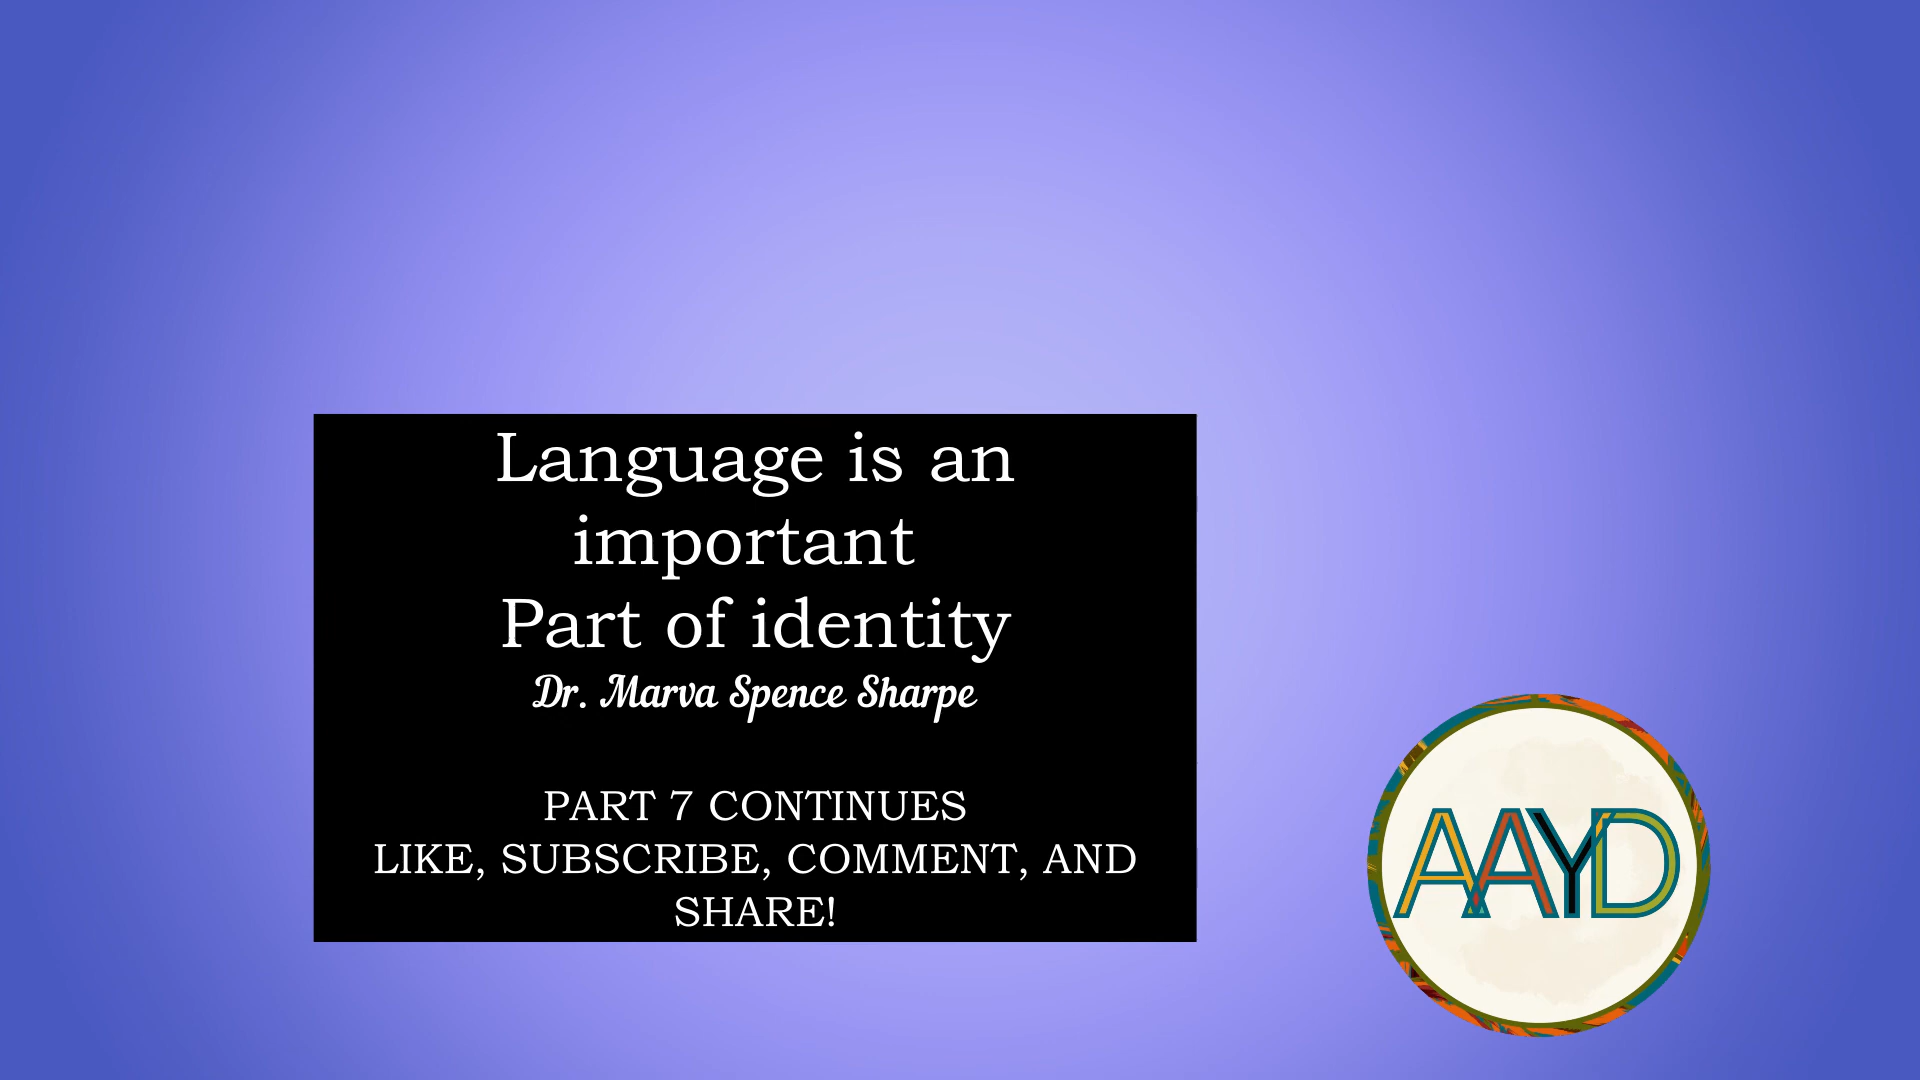 Language is an
important
Part of identity
Dr. Marva Spence Sharpe
PART 7 CONTINUES
LIKE, SUBSCRIBE, COMMENT, AND
SHARE!
AAYD